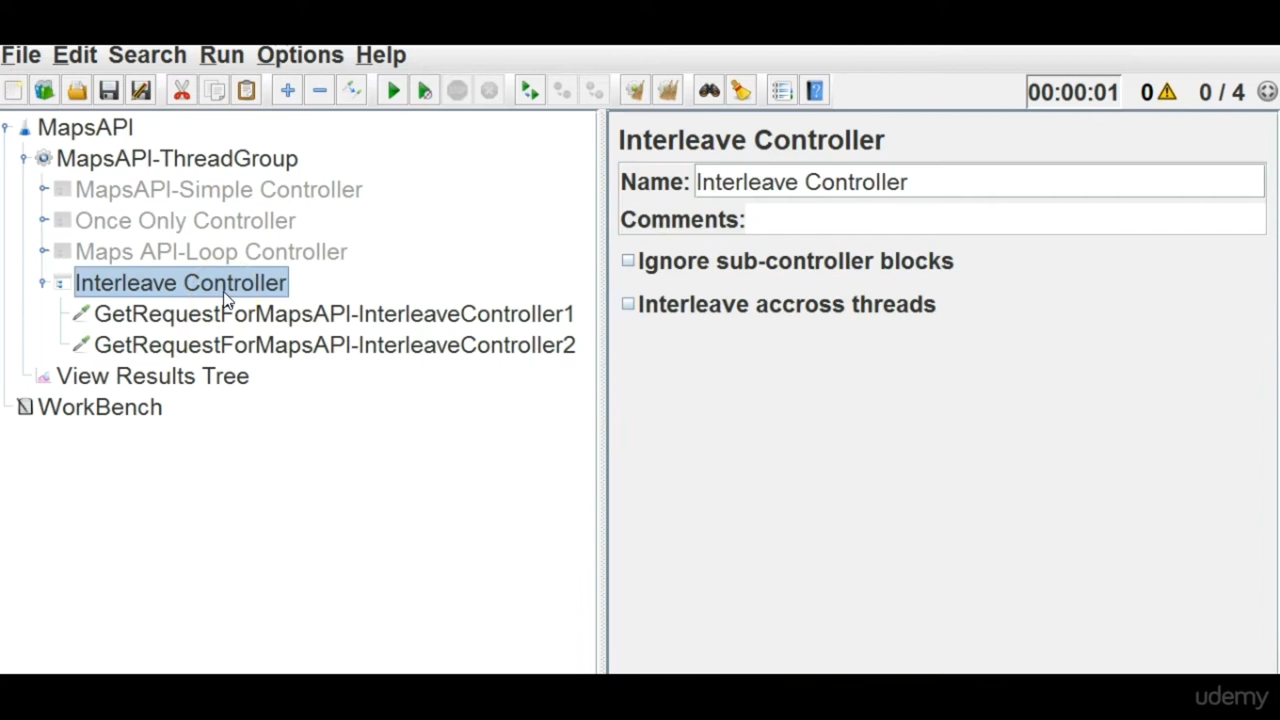 File Edit Search Run Options Help
00:00:01 0 0 / 4
MapsAPI
MapsAPI-ThreadGroup
MapsAPI-Simple Controller
Once Only Controller
Maps API-Loop Controller
Interleave Controller
GetRequestForMapsAPI-InterleaveController1
GetRequestForMapsAPI-InterleaveController2
View Results Tree
WorkBench
Interleave Controller
Name: Interleave Controller
Comments:
Ignore sub-controller blocks
Interleave accross threads
udemy